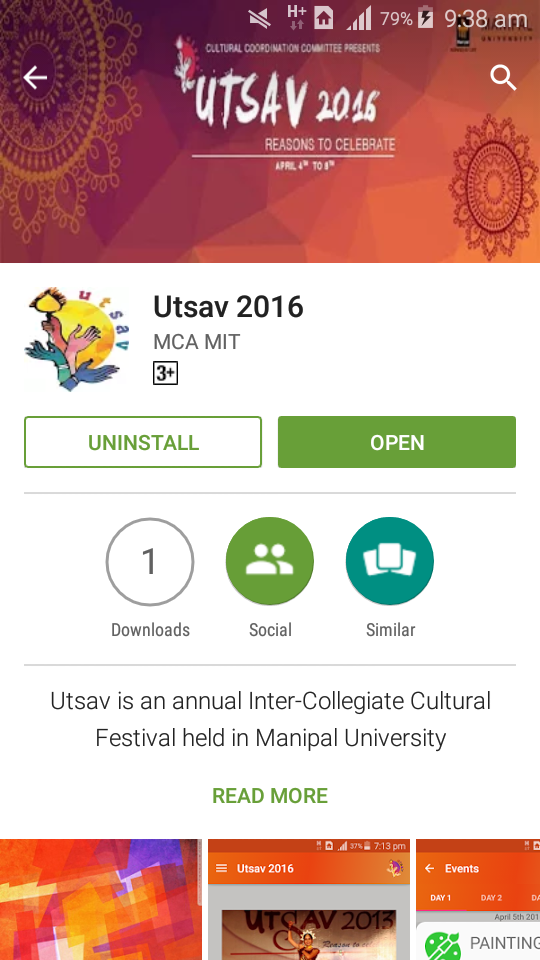 H+
79%
9:38 am
CULTURAL COORDINATION COMMITTEE PRESENTS
UNIVERSITY
UTSAV 2016
REASONS TO CELEBRATE
APRIL 4TH TO 8TH
utsav
Utsav 2016
MCA MIT
3+
UNINSTALL
OPEN
1
Downloads
Social
Similar
Utsav is an annual Inter-Collegiate Cultural
Festival held in Manipal University
READ MORE
37% 7:13 pm
Utsav 2016
Events
DAY 1
DAY 2
DA
April 5th 201
UTSAV 2013
PAINTING